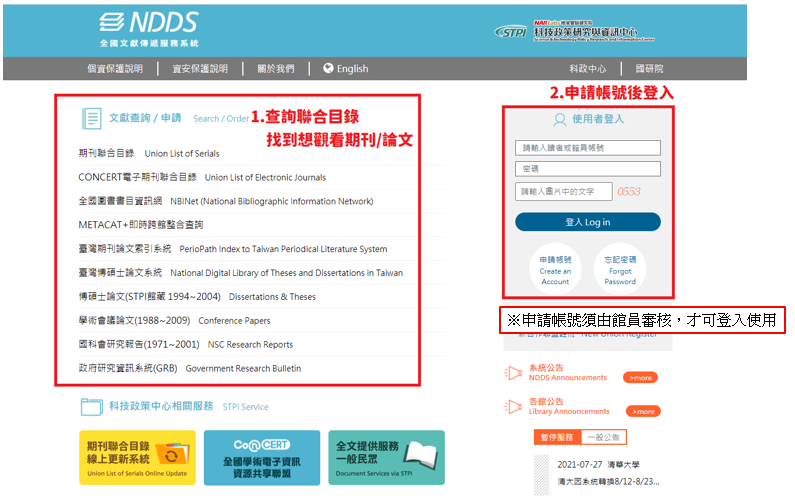 NDDS
全國文獻傳遞服務系統
STPI
NARLabs 國家實驗研究院
科技政策研究與資訊中心
Science & Technology Policy Research and Information Center
個資保護說明
資安保護說明
關於我們
English
科政中心
國研院
文獻查詢 / 申請 Search / Order
1.查詢聯合目錄
找到想觀看期刊/論文
期刊聯合目錄 Union List of Serials
CONCERT電子期刊聯合目錄 Union List of Electronic Journals
全國圖書書目資訊網 NBINet (National Bibliographic Information Network)
METACAT+即時跨館整合查詢
臺灣期刊論文索引系統 PerioPath Index to Taiwan Periodical Literature System
臺灣博碩士論文系統 National Digital Library of Theses and Dissertations in Taiwan
博碩士論文(STPI館藏 1994~2004) Dissertations & Theses
學術會議論文(1988~2009) Conference Papers
國科會研究報告(1971~2001) NSC Research Reports
政府研究資訊系統(GRB) Government Research Bulletin
2.申請帳號後登入
使用者登入
請輸入讀者或館員帳號
密碼
請輸入圖片中的文字
0553
登入 Log in
申請帳號
Create an
Account
忘記密碼
Forgot
Password
※申請帳號須由館員審核，才可登入使用
系統公告
NDDS Announcements
>more
各館公告
Library Announcements
>more
暫停服務
一般公告
2021-07-27 清華大學
清大因系統轉換8/12-8/23...
科技政策中心相關服務 STPI Service
期刊聯合目錄
線上更新系統
Union List of Serials Online Update
CONCERT
全國學術電子資訊
資源共享聯盟
全文提供服務
一般民眾
Document Services via STPI